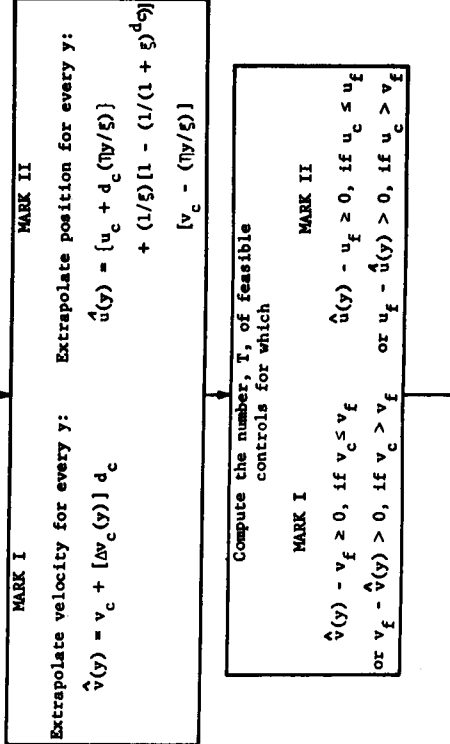 MARK I
Extrapolate velocity for every y:
v̂(y) = v_c + [Δv_c(y)] d_c
MARK II
Extrapolate position for every y:
û(y) = {u_c + d_c(ηy/ξ)}
+ (1/ξ)[1 - (1/(1 + ξ)^d_c)]
[v_c - (ηy/ξ)]
Compute the number, T, of feasible
controls for which
MARK I
v̂(y) - v_f ≥ 0, if v_c ≤ v_f
or v_f - v̂(y) > 0, if v_c > v_f
MARK II
û(y) - u_f ≥ 0, if u_c ≤ u_f
or u_f - û(y) > 0, if u_c > v_f